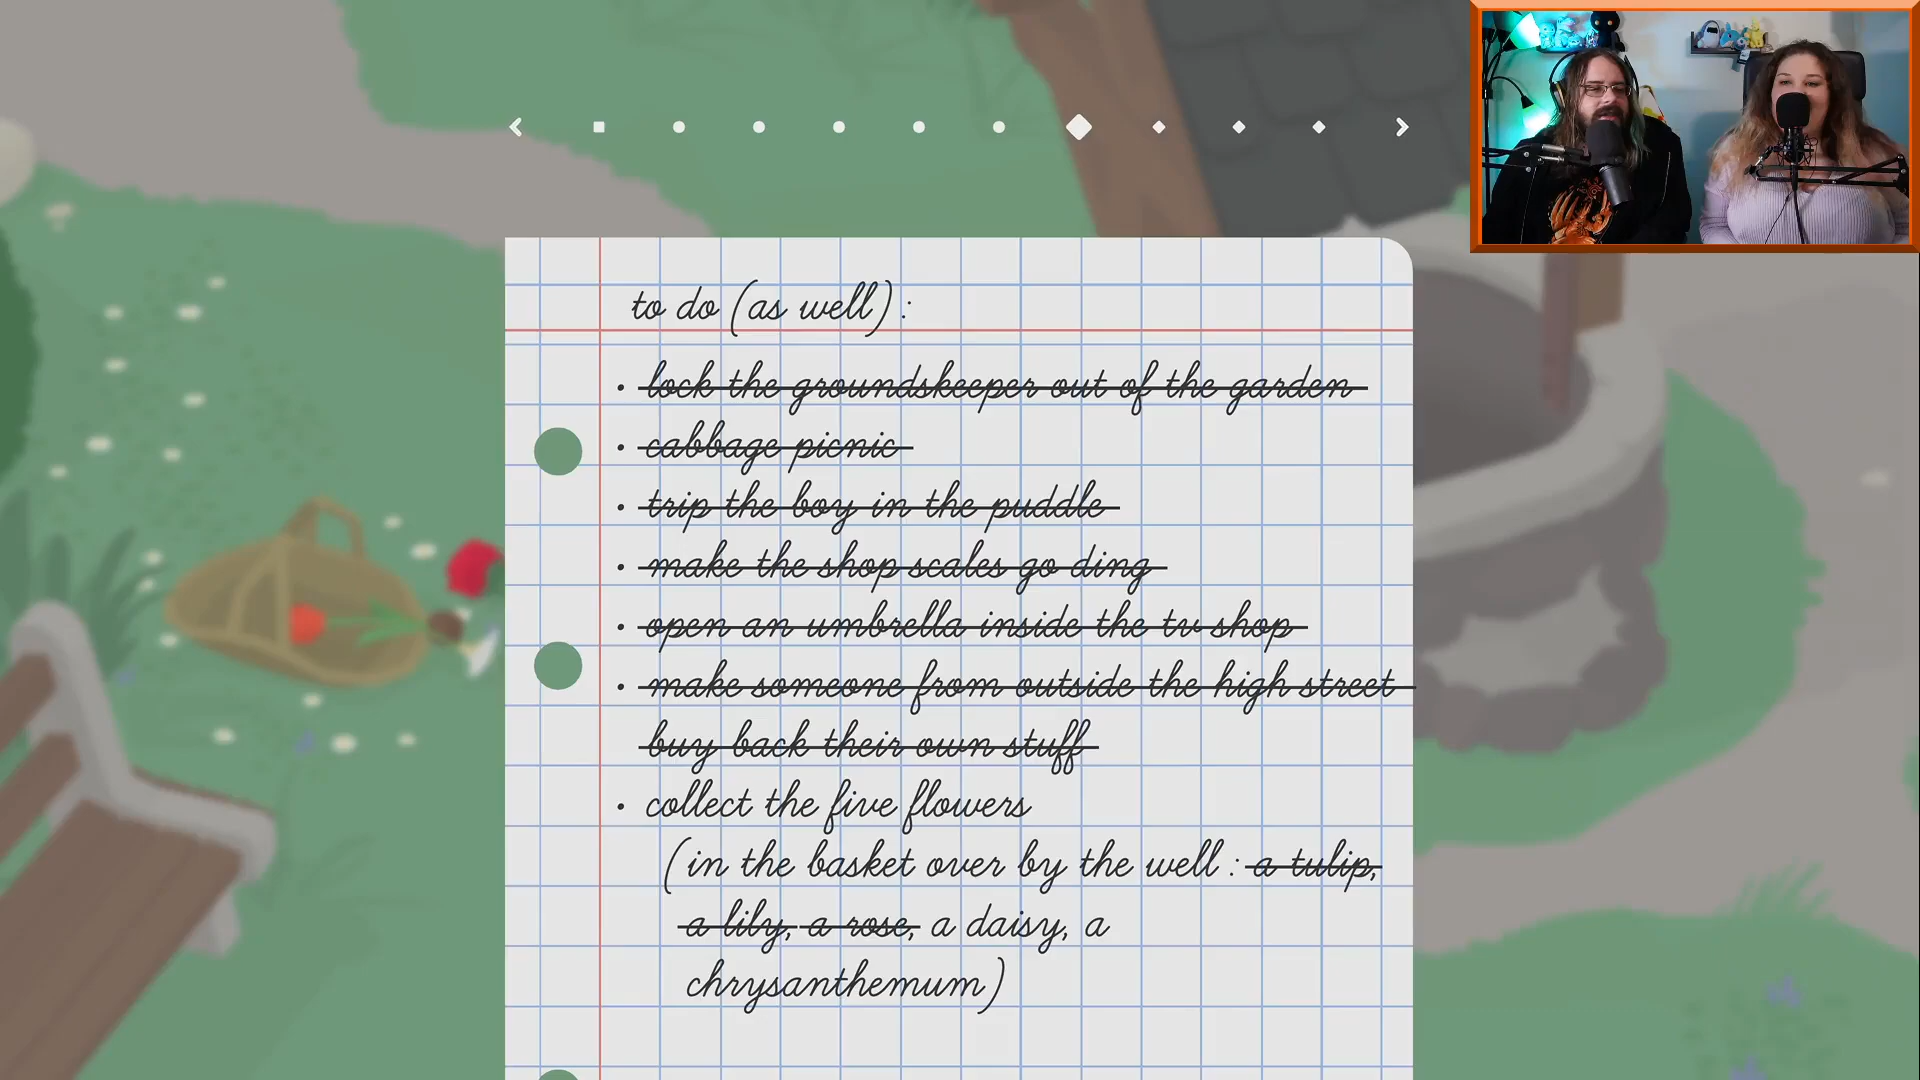 to do (as well) :
• lock the groundskeeper out of the garden
• cabbage picnic
• trip the boy in the puddle
• make the shop scales go ding
• open an umbrella inside the tv shop
• make someone from outside the high street
buy back their own stuff
• collect the five flowers
(in the basket over by the well : a tulip,
a lily, a rose, a daisy, a
chrysanthemum)